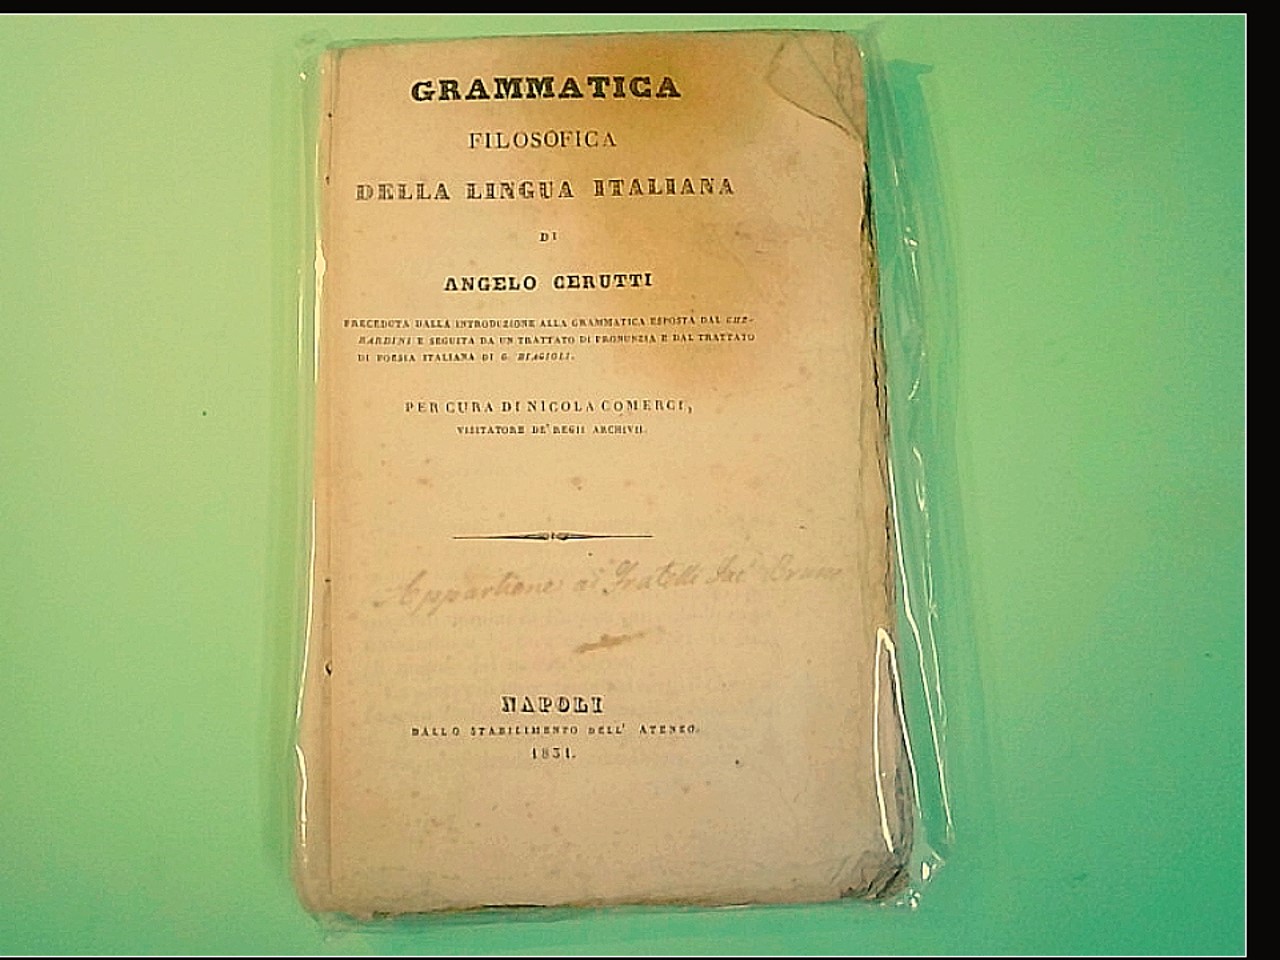 GRAMMATICA
FILOSOFICA
DELLA LINGUA ITALIANA
DI
ANGELO CERUTTI
PRECEDUTA DALLA INTRODUZIONE ALLA GRAMMATICA ESPOSTA DAL GHE-
RARDINI E SEGUITA DA UN TRATTATO DI PRONUNZIA E DAL TRATTATO
DI POESIA ITALIANA DI G. BIAGIOLI.
PER CURA DI NICOLA COMERCI,
VISITATORE DE' REGII ARCHIVII.
Appartiene ai Fratelli
NAPOLI
DALLO STABILIMENTO DELL' ATENEO.
1831.